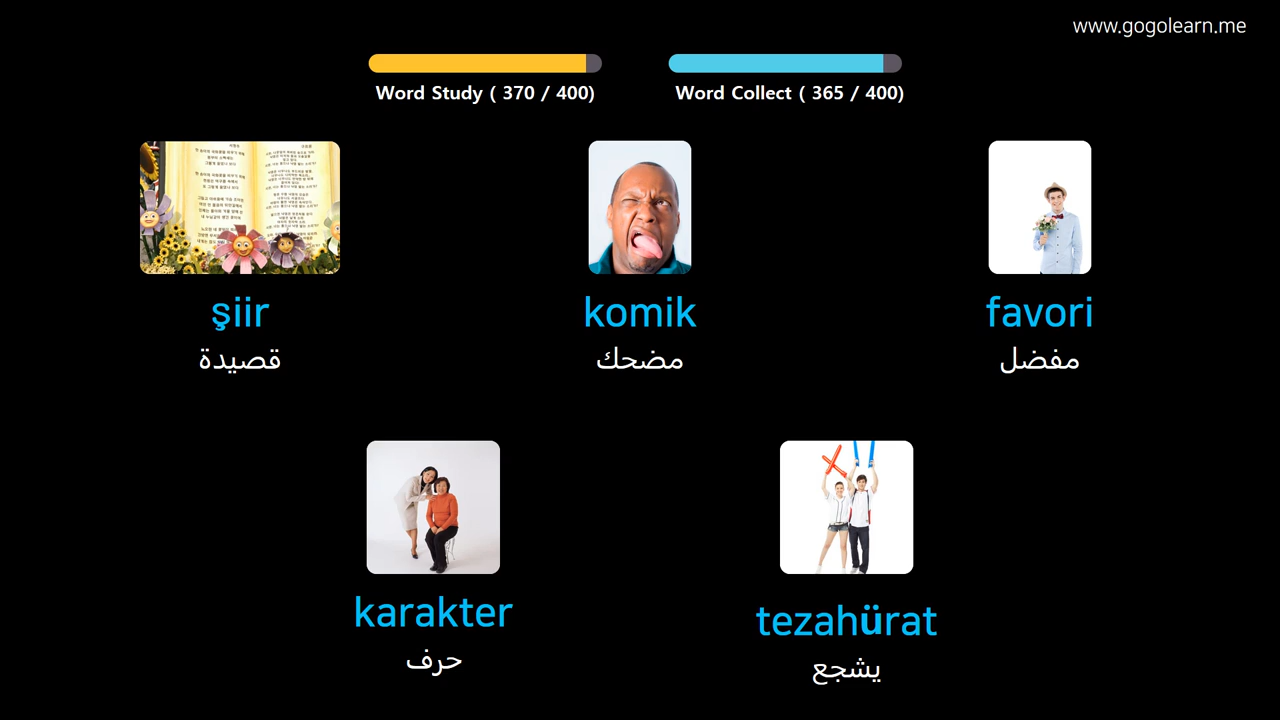 www.gogolearn.me
Word Study ( 370 / 400)
Word Collect ( 365 / 400)
şiir
قصيدة
komik
مضحك
favori
مفضل
karakter
حرف
tezahürat
يشجع